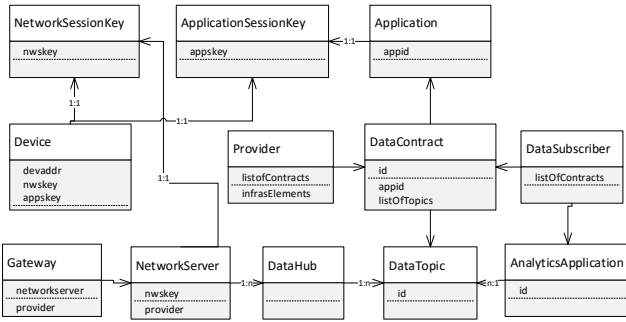 NetworkSessionKey
nwskey
ApplicationSessionKey
appskey
Application
appid
1:1
1:1
1:1
1:1
Device
devaddr
nwskey
appskey
Provider
listofContracts
infrasElements
DataContract
id
appid
listOfTopics
DataSubscriber
listOfContracts
Gateway
networkserver
provider
NetworkServer
nwskey
provider
1:n
DataHub
1:n
DataTopic
id
n:1
AnalyticsApplication
id